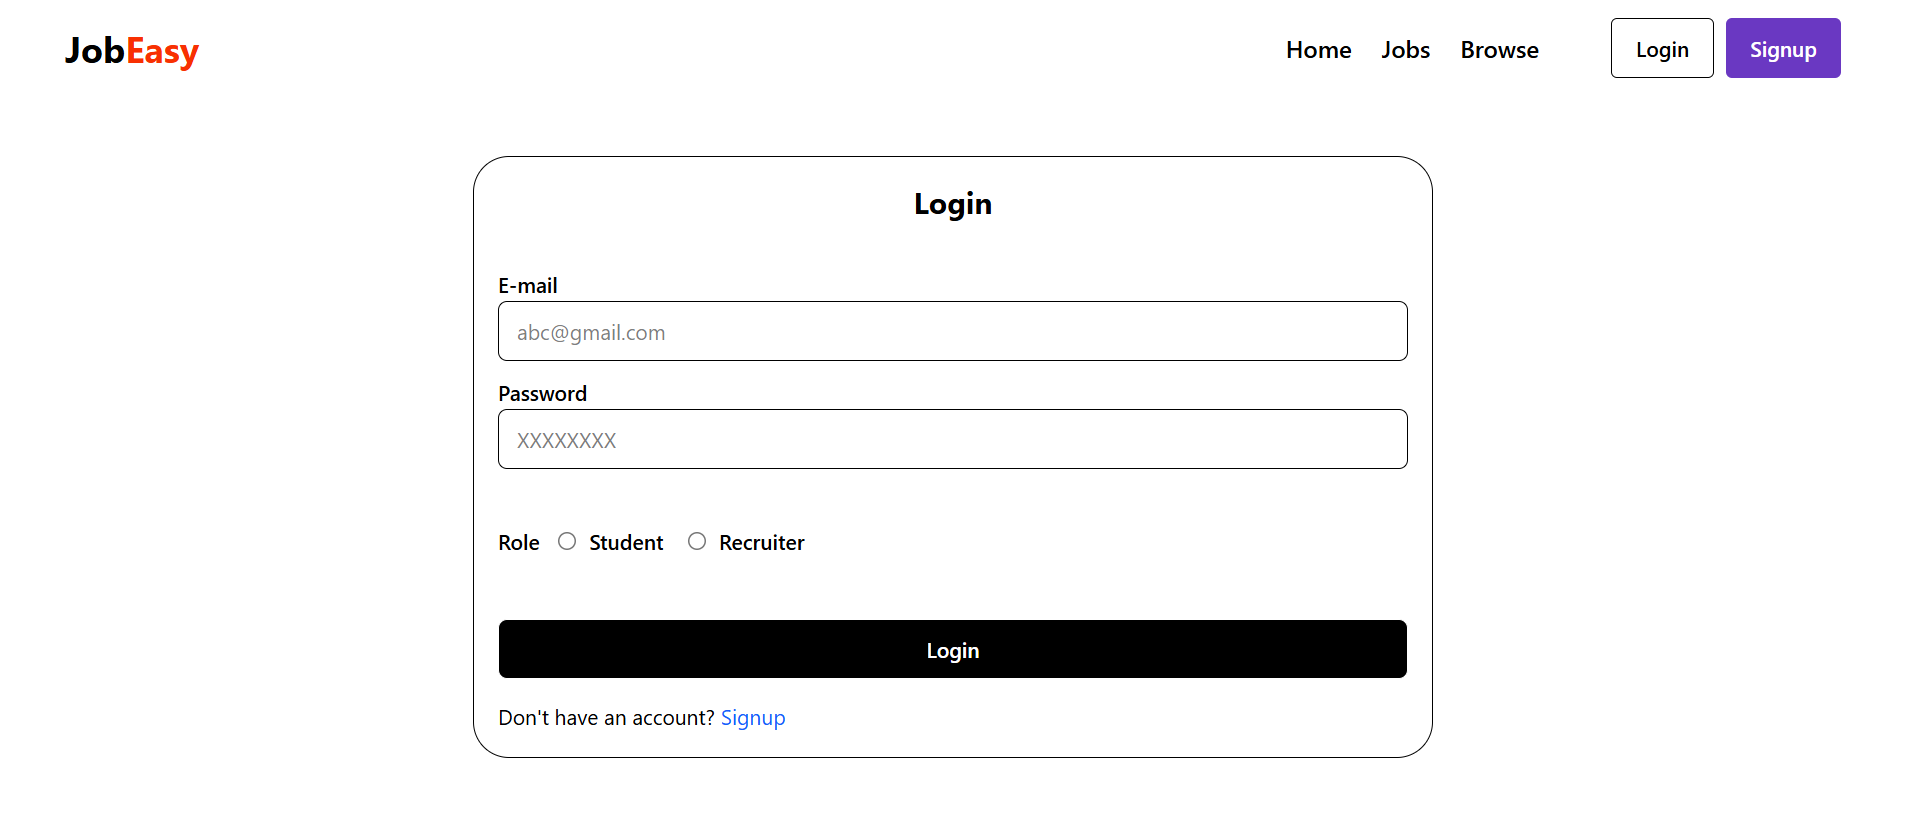 JobEasy Home Jobs Browse Login Signup
Login
E-mail
abc@gmail.com
Password
XXXXXXXX
Role Student Recruiter
Login
Don't have an account? Signup